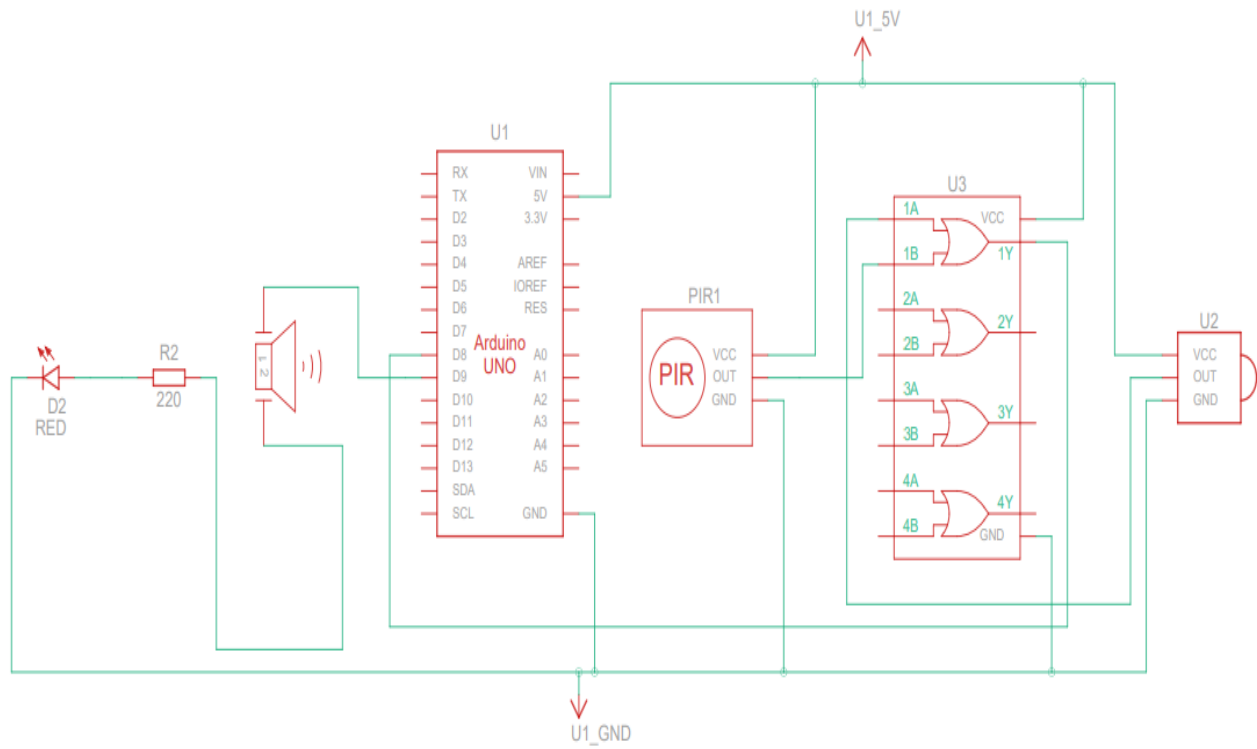 U1_5V
U1
RX
TX
D2
D3
D4
D5
D6
D7
D8
D9
D10
D11
D12
D13
SDA
SCL
VIN
5V
3.3V
AREF
IOREF
RES
A0
A1
A2
A3
A4
A5
GND
Arduino
UNO
D2
RED
R2
220
1
2
PIR1
PIR
VCC
OUT
GND
U3
1A
1B
2A
2B
3A
3B
4A
4B
VCC
1Y
2Y
3Y
4Y
GND
U2
VCC
OUT
GND
U1_GND